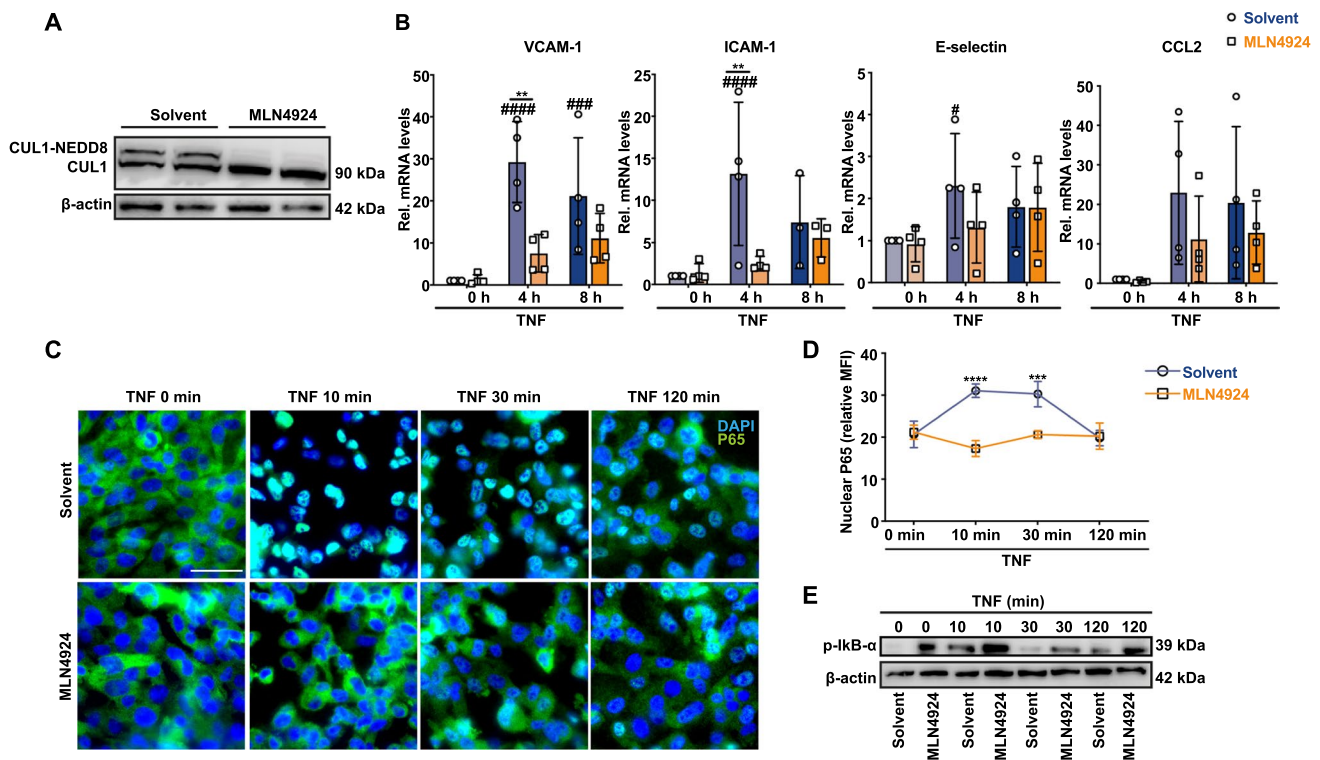 A
Solvent MLN4924
CUL1-NEDD8
CUL1
90 kDa
β-actin
42 kDa
B
Solvent
MLN4924
VCAM-1
Rel. mRNA levels
50
40
30
20
10
0
**
####
###
0 h 4 h 8 h
TNF
ICAM-1
Rel. mRNA levels
25
20
15
10
5
0
**
####
0 h 4 h 8 h
TNF
E-selectin
Rel. mRNA levels
5
4
3
2
1
0
#
0 h 4 h 8 h
TNF
CCL2
Rel. mRNA levels
50
40
30
20
10
0
0 h 4 h 8 h
TNF
C
TNF 0 min TNF 10 min TNF 30 min TNF 120 min
DAPI
P65
Solvent
MLN4924
D
Nuclear P65 (relative MFI)
40
30
20
10
0
**** ***
0 min 10 min 30 min 120 min
TNF
Solvent
MLN4924
E
TNF (min)
0 0 10 10 30 30 120 120
p-IkB-α
39 kDa
β-actin
42 kDa
Solvent
MLN4924
Solvent
MLN4924
Solvent
MLN4924
Solvent
MLN4924